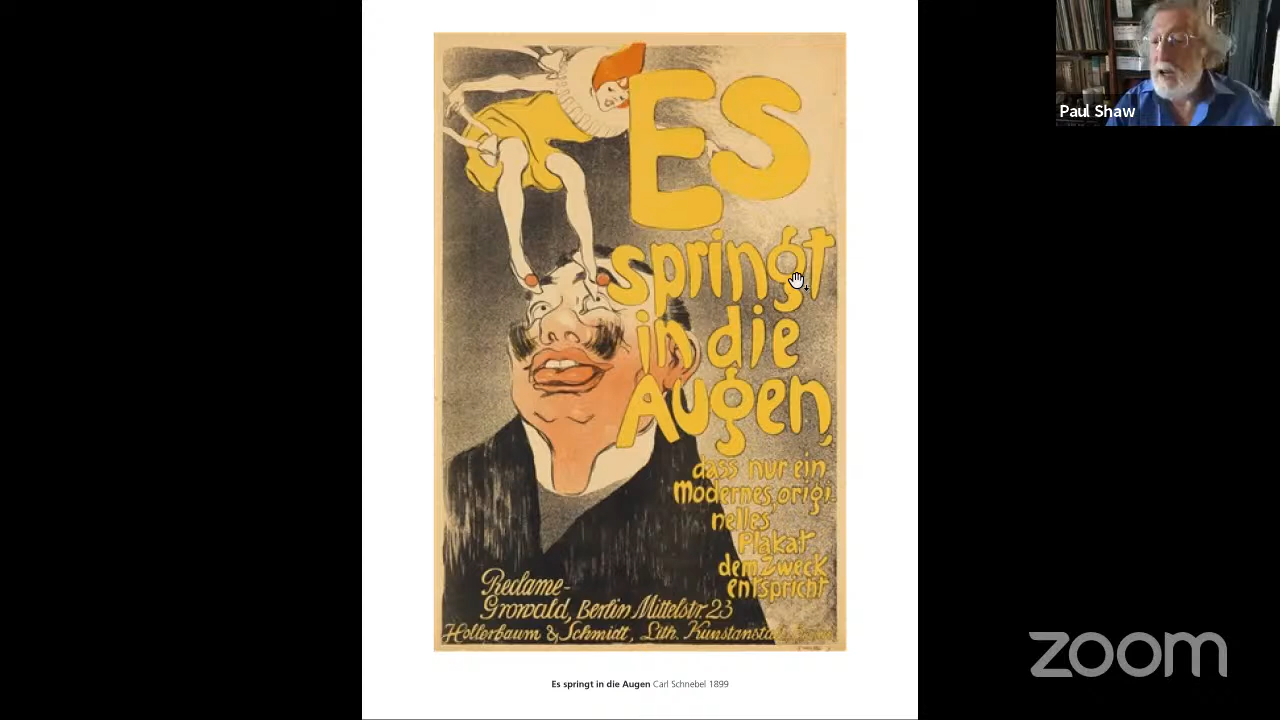 ES
springt
in die
Augen,
dass nur ein
Modernes, origi-
nelles
Plakat
dem Zweck
entspricht
Reclame-
Growald, Berlin Mittelstr. 23
Hollerbaum & Schmidt, Lith. Kunstanstalt,
Es springt in die Augen Carl Schnebel 1899
Paul Shaw
zoom